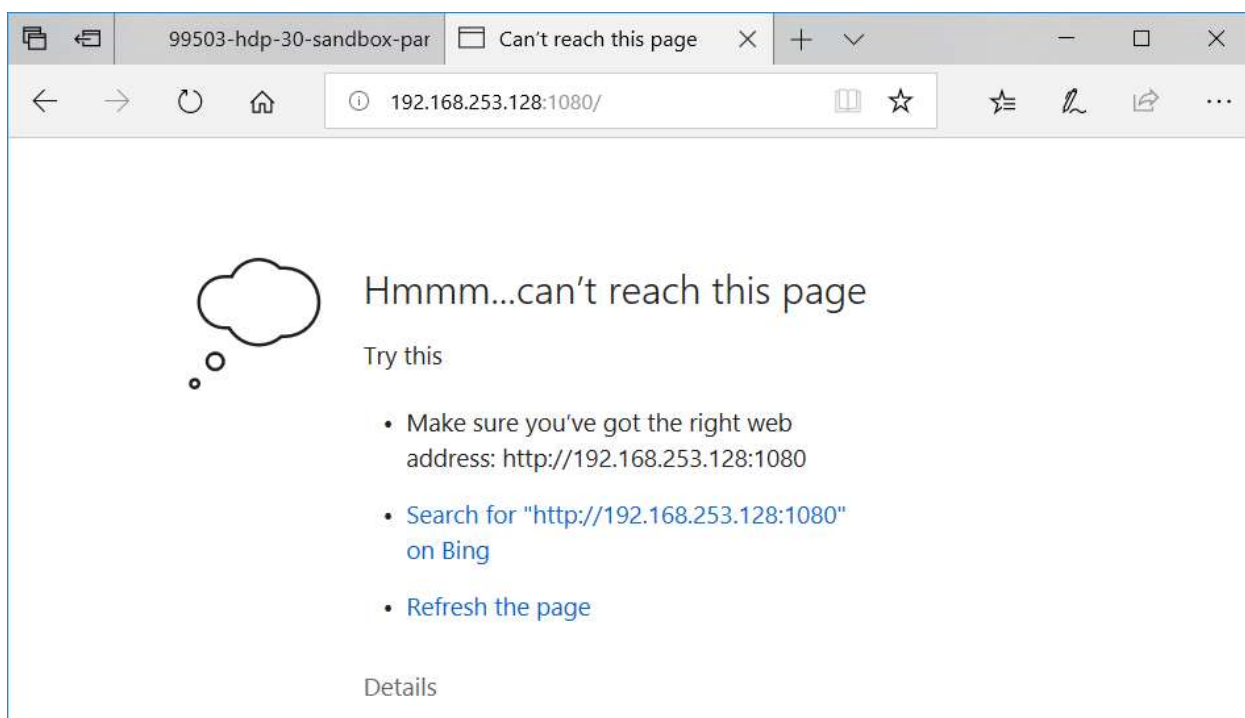 99503-hdp-30-sandbox-par
Can't reach this page
192.168.253.128:1080/
Hmmm...can't reach this page
Try this
• Make sure you've got the right web
address: http://192.168.253.128:1080
• Search for "http://192.168.253.128:1080"
on Bing
• Refresh the page
Details